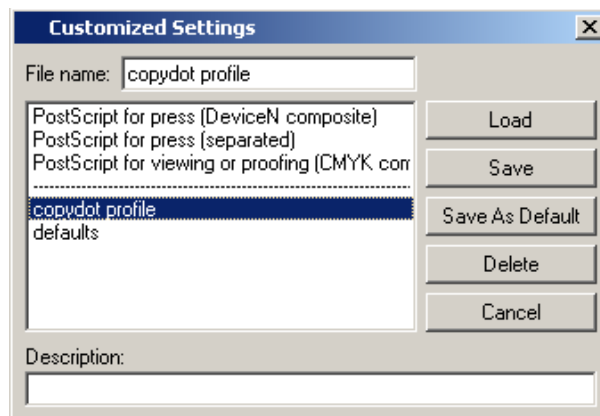 Customized Settings
File name: copydot profile
PostScript for press (DeviceN composite)
PostScript for press (separated)
PostScript for viewing or proofing (CMYK com
copydot profile
defaults
Load
Save
Save As Default
Delete
Cancel
Description: